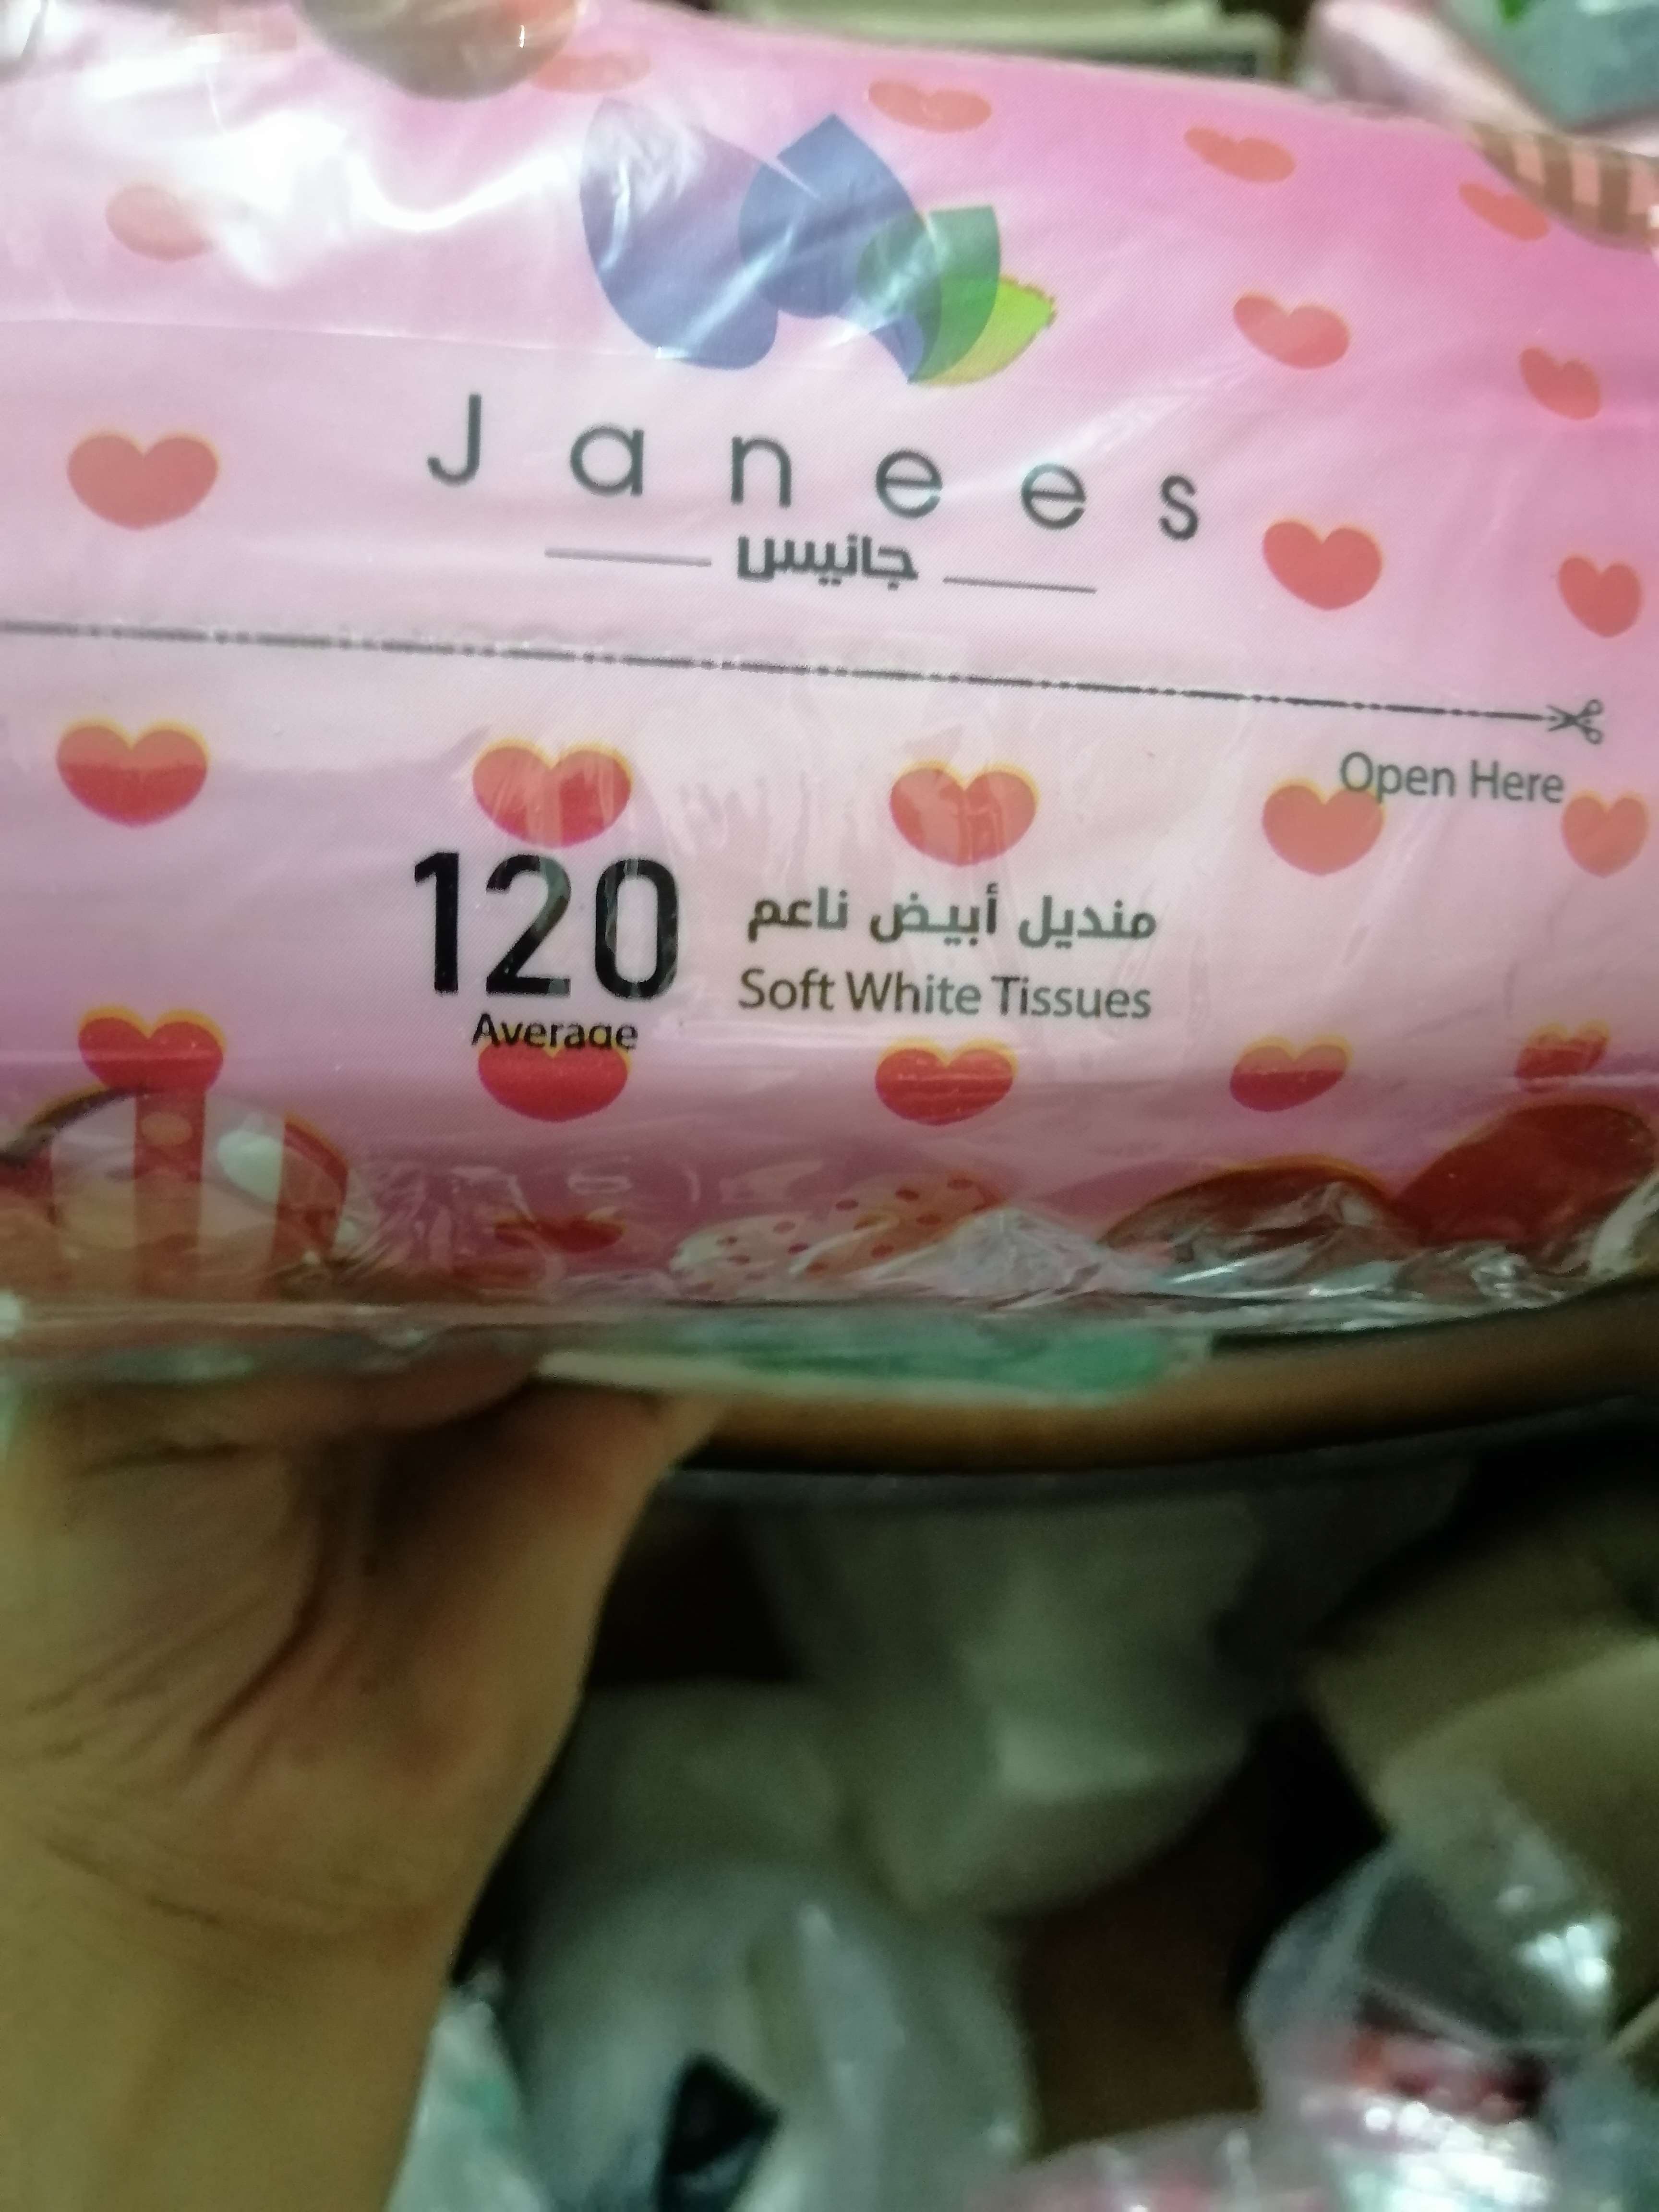 Janees
جانيس
Open Here
120
Average
منديل أبيض ناعم
Soft White Tissues